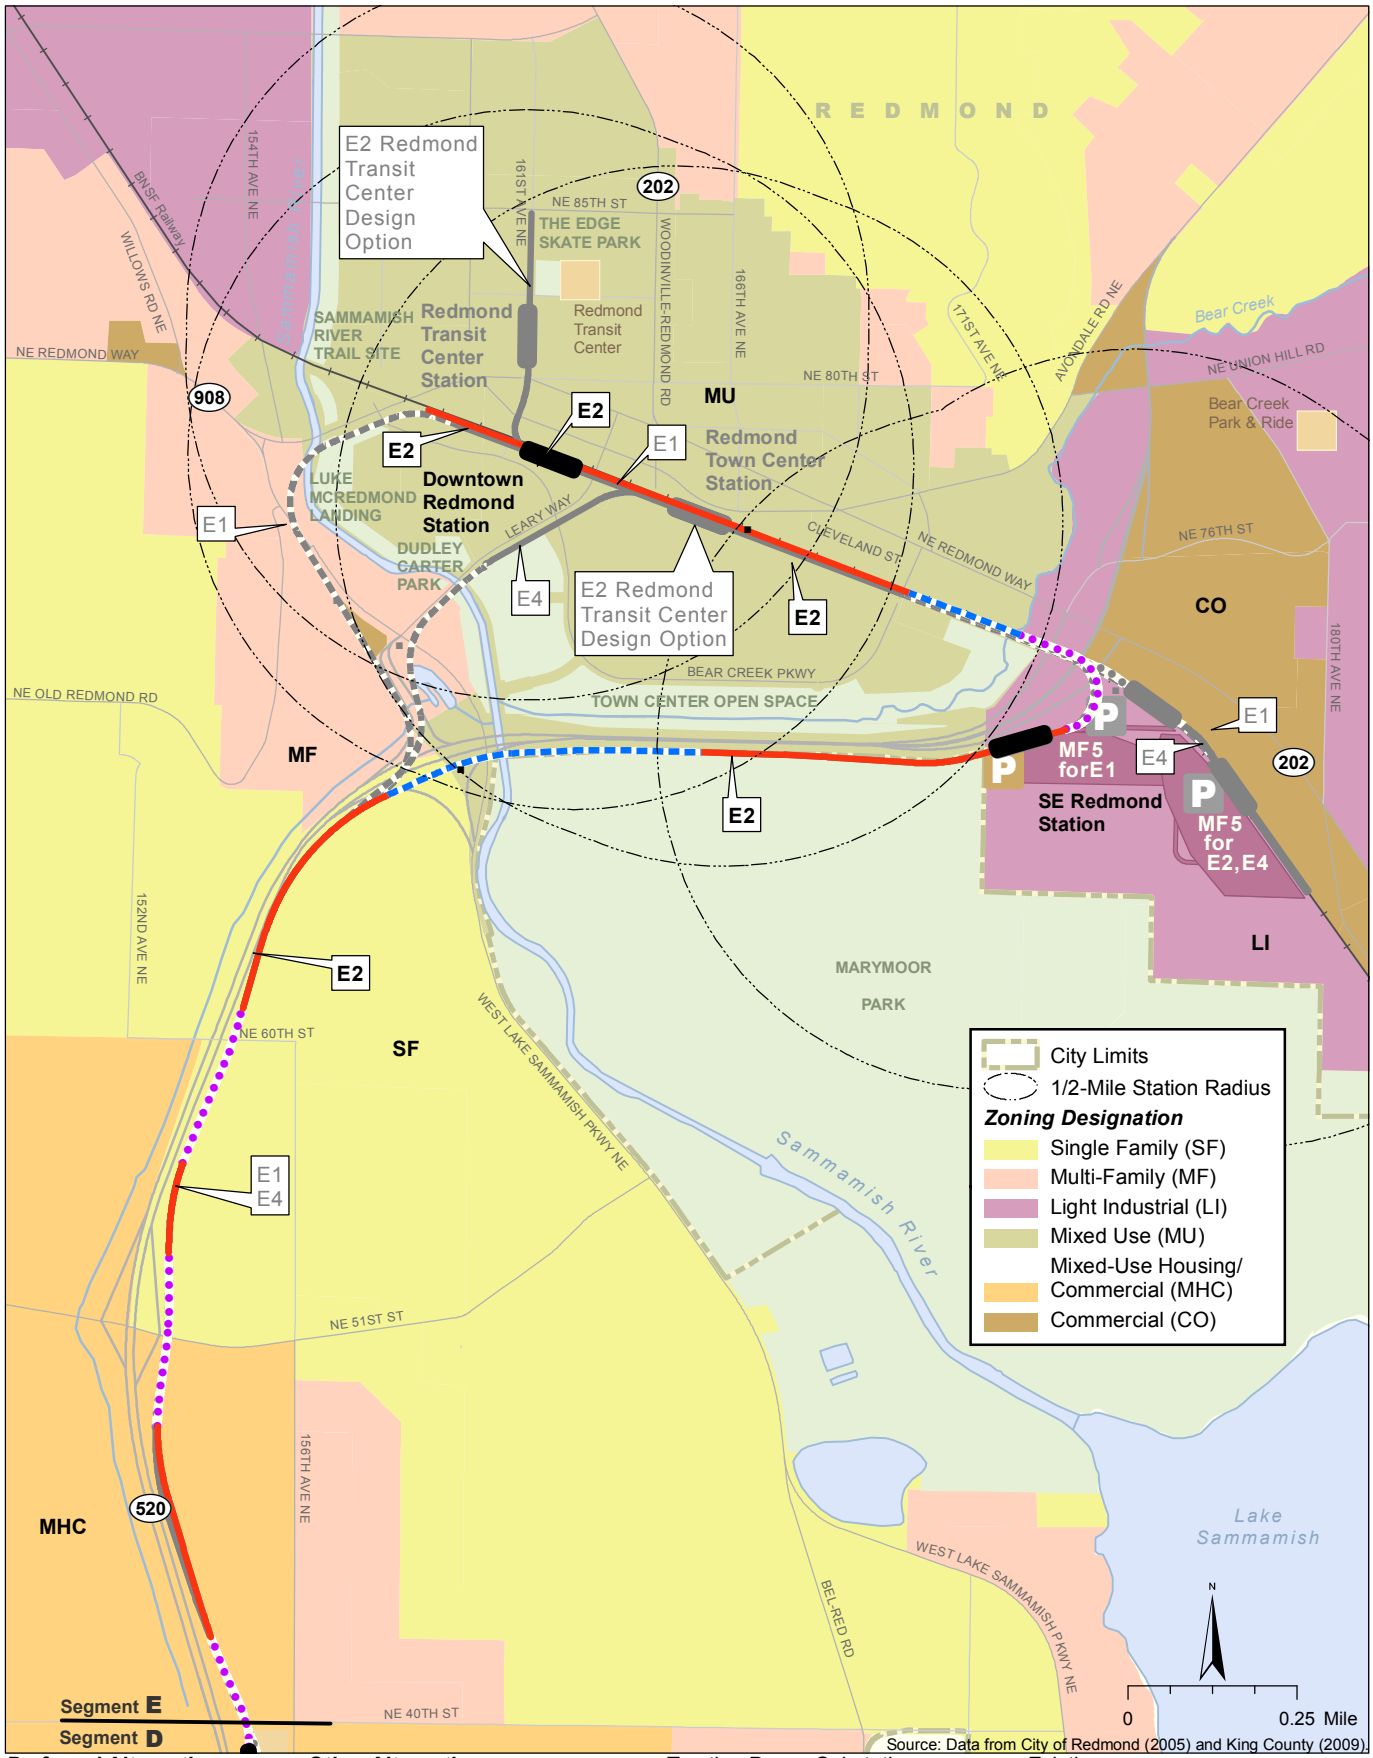 REDMOND
E2 Redmond
Transit
Center
Design
Option
154TH AVE NE
BNSF Railway
WILLOWS RD NE
161ST AVE NE
202
NE 85TH ST
THE EDGE
SKATE PARK
WOODINVILLE-REDMOND RD
166TH AVE NE
171ST AVE NE
AVONDALE RD NE
Bear Creek
NE UNION HILL RD
SAMMAMISH
RIVER
TRAIL SITE
Redmond
Transit
Center
Station
Redmond
Transit
Center
NE REDMOND WAY
908
NE 80TH ST
MU
Bear Creek
Park & Ride
E2
E2
E1
Redmond
Town Center
Station
Downtown
Redmond
Station
LUKE
MCREDMOND
LANDING
E1
LEARY WAY
CLEVELAND ST
NE REDMOND WAY
NE 76TH ST
DUDLEY
CARTER
PARK
E4
E2 Redmond
Transit Center
Design Option
E2
CO
180TH AVE NE
NE OLD REDMOND RD
BEAR CREEK PKWY
TOWN CENTER OPEN SPACE
MF
P
E1
E4
202
MF5
for E1
P
E2
SE Redmond
Station
P
MF5
for
E2, E4
152ND AVE NE
LI
E2
MARYMOOR
PARK
NE 60TH ST
SF
WEST LAKE SAMMAMISH PKWY NE
City Limits
1/2-Mile Station Radius
Zoning Designation
Single Family (SF)
Multi-Family (MF)
Light Industrial (LI)
Mixed Use (MU)
Mixed-Use Housing/
Commercial (MHC)
Commercial (CO)
E1
E4
Sammamish River
NE 51ST ST
156TH AVE NE
520
MHC
Lake
Sammamish
WEST LAKE SAMMAMISH PKWY NE
BEL-RED RD
N
Segment E
Segment D
NE 40TH ST
0 0.25 Mile
Source: Data from City of Redmond (2005) and King County (2009).